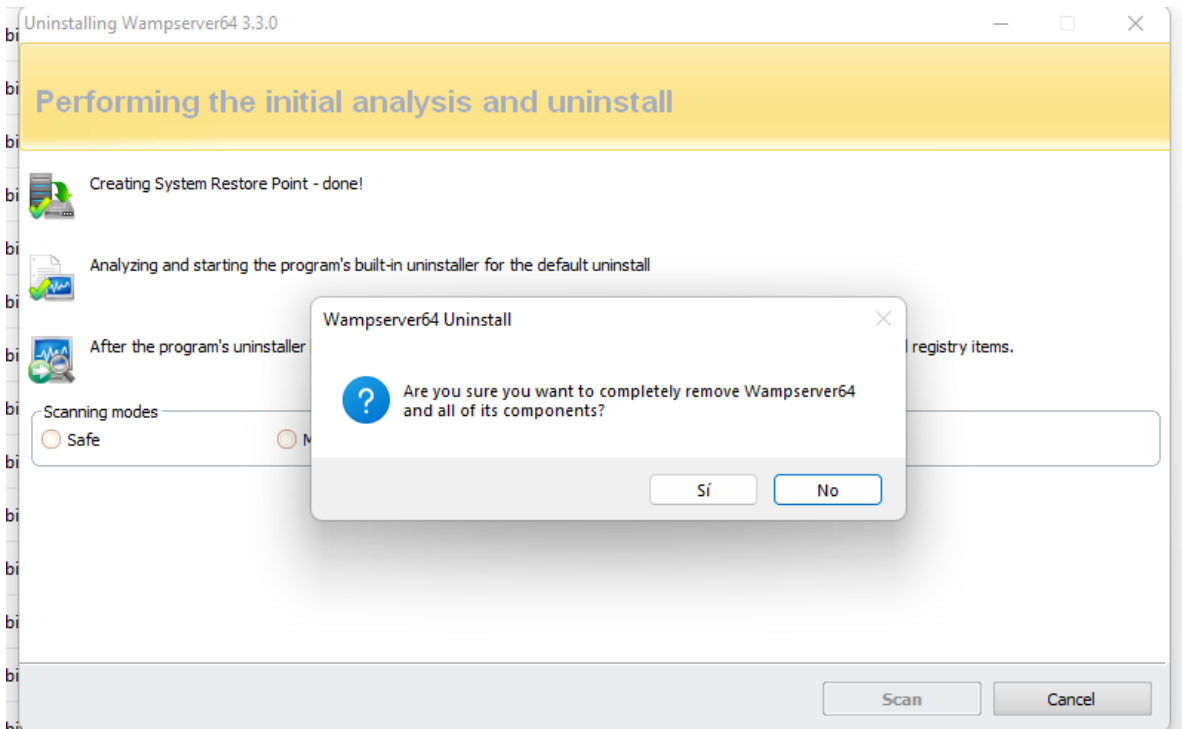 Uninstalling Wampserver64 3.3.0
Performing the initial analysis and uninstall
Creating System Restore Point - done!
Analyzing and starting the program's built-in uninstaller for the default uninstall
Wampserver64 Uninstall
After the program's uninstaller
registry items.
Are you sure you want to completely remove Wampserver64
and all of its components?
Scanning modes
Safe
Sí
No
Scan
Cancel